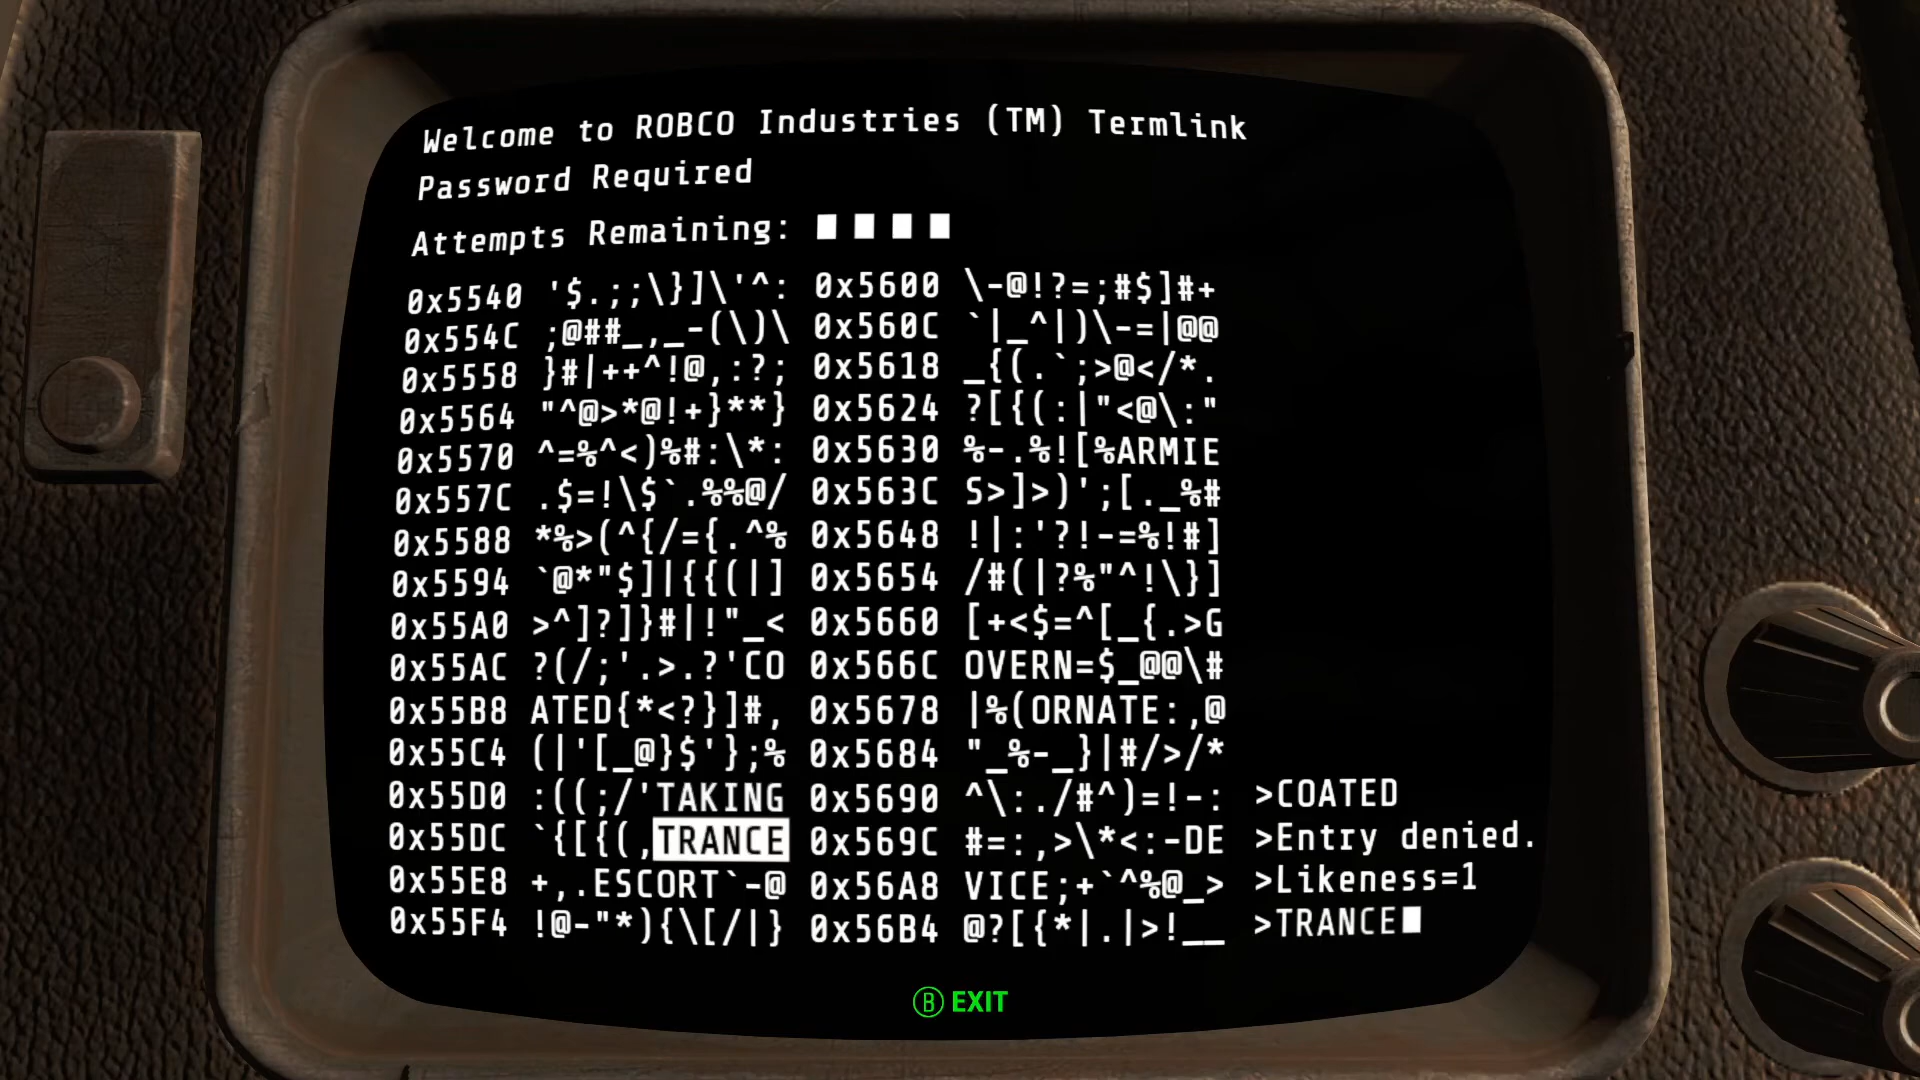 Welcome to ROBCO Industries (TM) Termlink
Password Required
Attempts Remaining: ■ ■ ■ ■
0x5540 '$.;;\}]\'^: 0x5600 \-@!?=;#$]#+
0x554C ;@##_,_-(\)\ 0x560C `|_^|)\-=|@@
0x5558 }#|++^!@,:?; 0x5618 _{(.`;>@</*.
0x5564 "^@>*@!+}**} 0x5624 ?[{(:|"<@\:"
0x5570 ^=%^<)%#:\*: 0x5630 %-.%![%ARMIE
0x557C .$=!\$`.%%@/ 0x563C S>]>)';[._%#
0x5588 *%>(^{/={.^% 0x5648 !|:'?!-=%!#]
0x5594 `@*"$]|{{(|] 0x5654 /#(|?%"^!\}]
0x55A0 >^]?]}#|!"_< 0x5660 [+<$=^[_{.>G
0x55AC ?(/;'.>.?'CO 0x566C OVERN=$_@@\#
0x55B8 ATED{*<?}]#, 0x5678 |%(ORNATE:,@
0x55C4 (|'[_@}$'};% 0x5684 "_%-_}|#/>/*
0x55D0 :((;/'TAKING 0x5690 ^\:./#^)=!-: >COATED
0x55DC `{[{(,TRANCE 0x569C #=:,>\*<:-DE >Entry denied.
0x55E8 +,.ESCORT`-@ 0x56A8 VICE;+`^%@_> >Likeness=1
0x55F4 !@-"*){\[/|} 0x56B4 @?[{*|.|>!__ >TRANCE■
Ⓑ EXIT